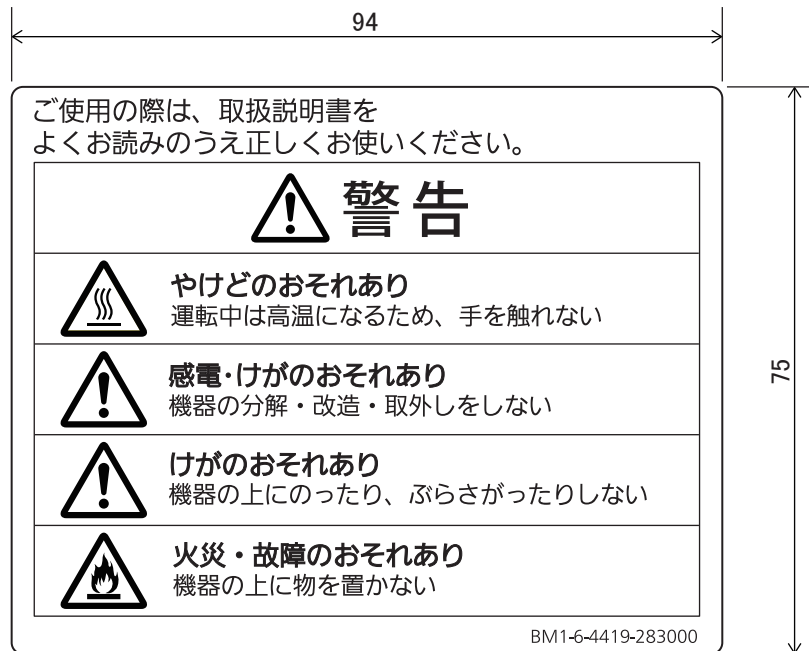 94
ご使用の際は、取扱説明書を
よくお読みのうえ正しくお使いください。
警告
やけどのおそれあり
運転中は高温になるため、手を触れない
感電・けがのおそれあり
機器の分解・改造・取外しをしない
けがのおそれあり
機器の上にのったり、ぶらさがったりしない
火災・故障のおそれあり
機器の上に物を置かない
BM1-6-4419-283000
75